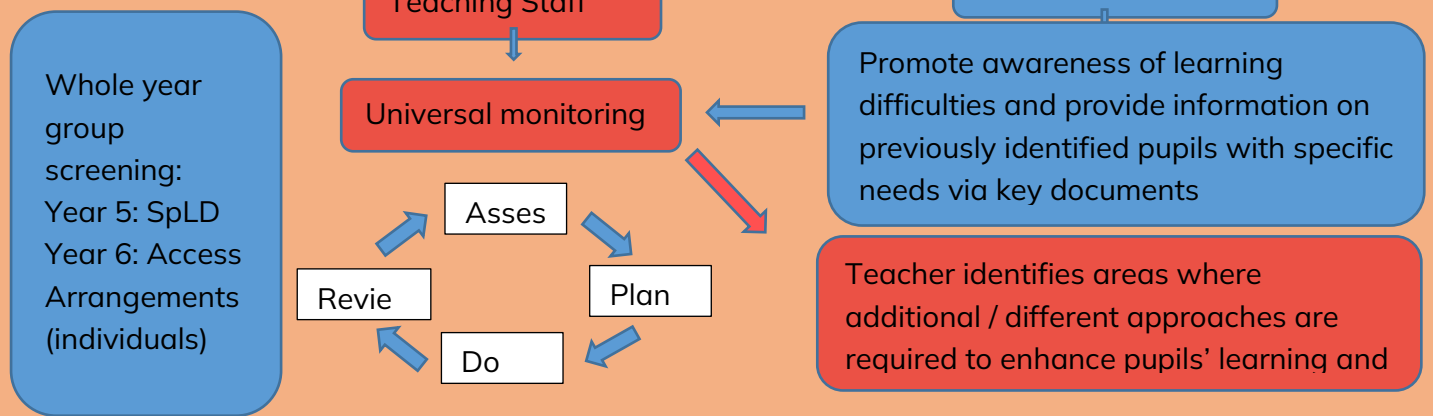 Teaching Staff
Whole year
group
screening:
Year 5: SpLD
Year 6: Access
Arrangements
(individuals)
Universal monitoring
Promote awareness of learning
difficulties and provide information on
previously identified pupils with specific
needs via key documents
Asses
Plan
Do
Revie
Teacher identifies areas where
additional / different approaches are
required to enhance pupils’ learning and